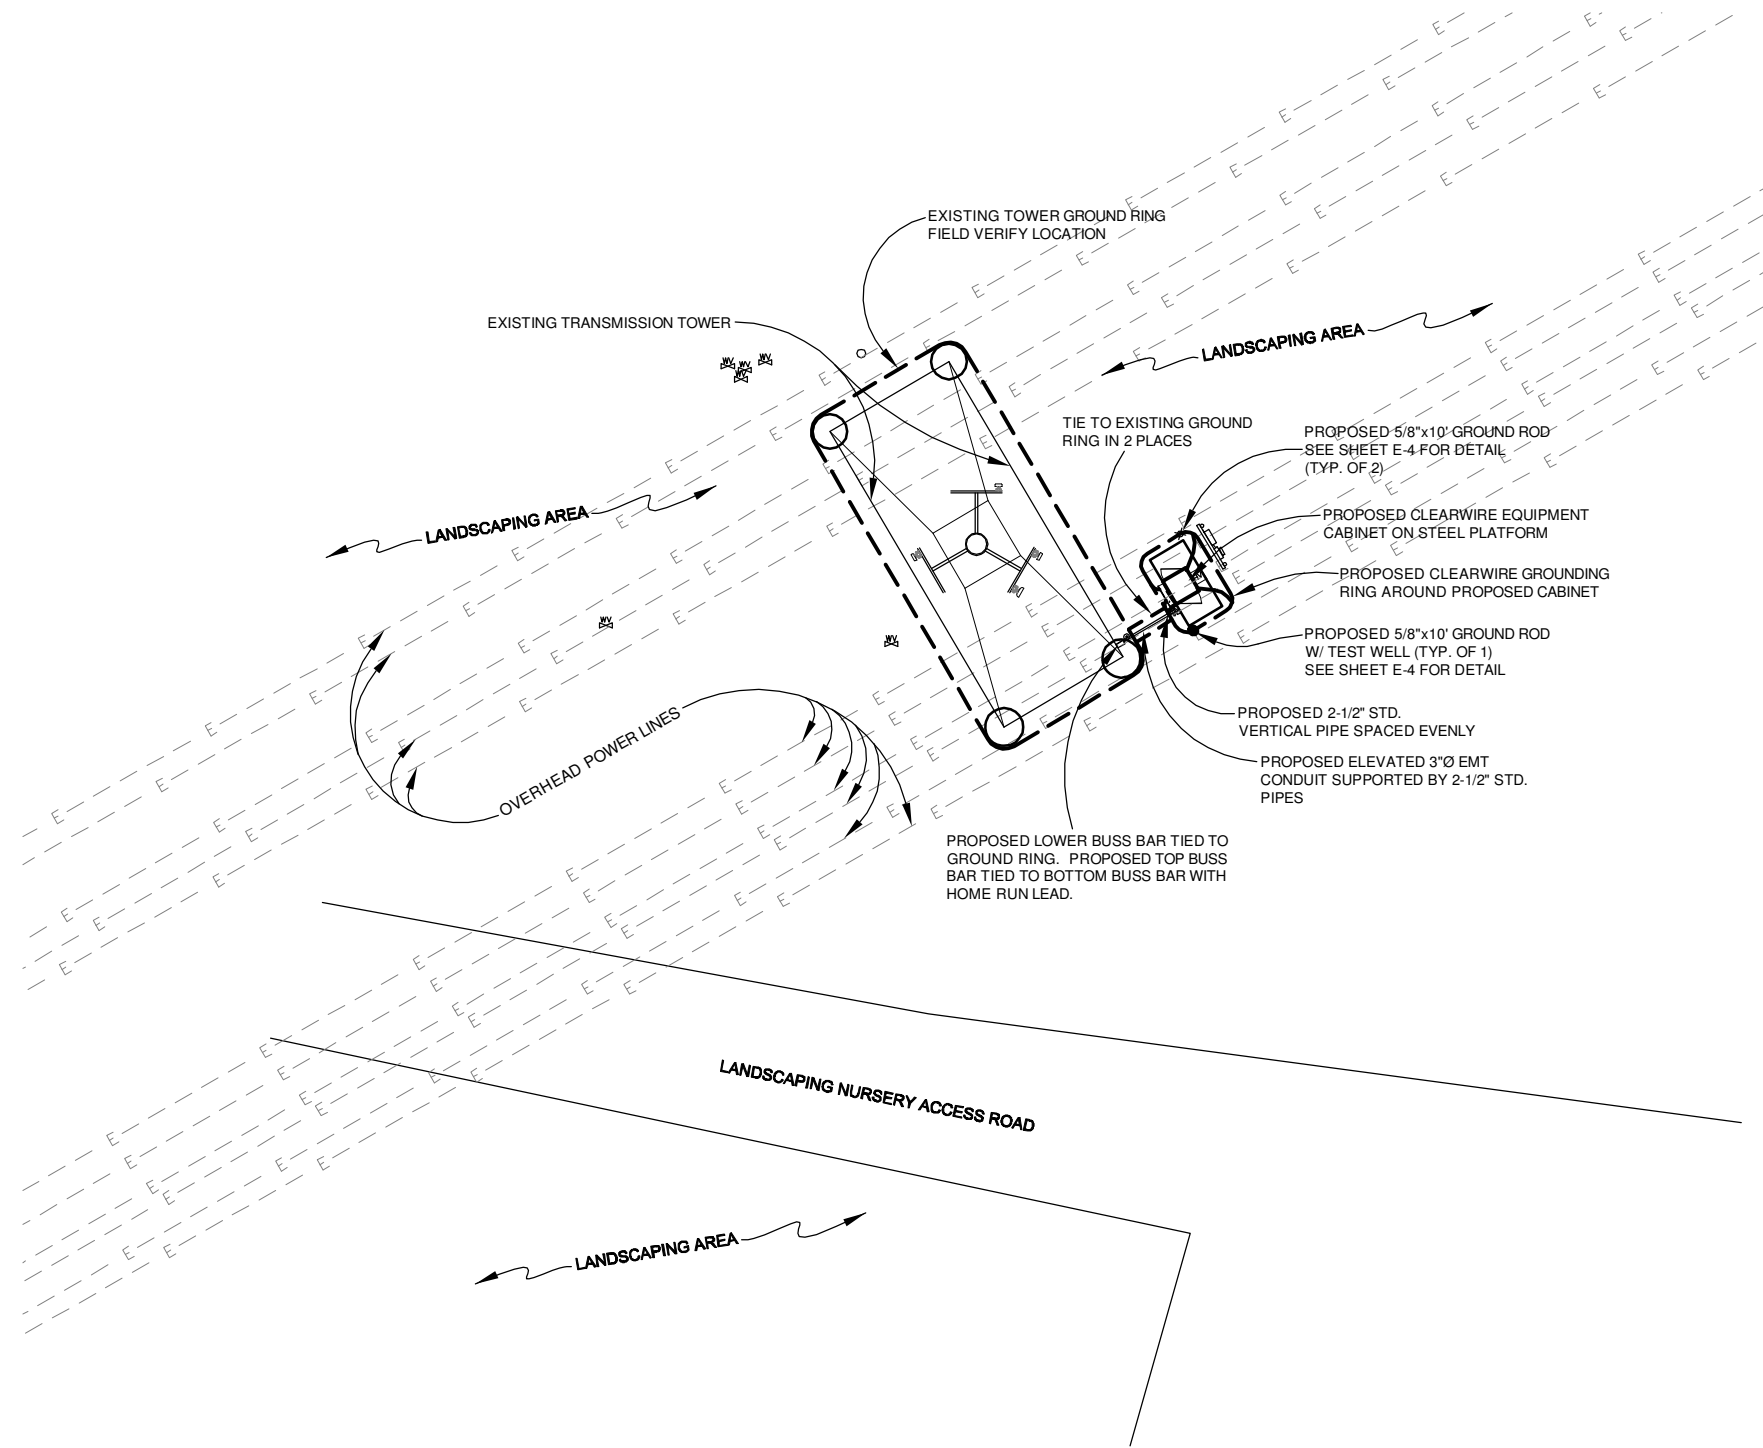 EXISTING TOWER GROUND RING
FIELD VERIFY LOCATION
EXISTING TRANSMISSION TOWER
WV
WV
WV
WV
LANDSCAPING AREA
TIE TO EXISTING GROUND
RING IN 2 PLACES
PROPOSED 5/8"x10' GROUND ROD
SEE SHEET E-4 FOR DETAIL
(TYP. OF 2)
LANDSCAPING AREA
PROPOSED CLEARWIRE EQUIPMENT
CABINET ON STEEL PLATFORM
PROPOSED CLEARWIRE GROUNDING
RING AROUND PROPOSED CABINET
WV
WV
PROPOSED 5/8"x10' GROUND ROD
W/ TEST WELL (TYP. OF 1)
SEE SHEET E-4 FOR DETAIL
PROPOSED 2-1/2" STD.
VERTICAL PIPE SPACED EVENLY
OVERHEAD POWER LINES
PROPOSED ELEVATED 3"Ø EMT
CONDUIT SUPPORTED BY 2-1/2" STD.
PIPES
PROPOSED LOWER BUSS BAR TIED TO
GROUND RING. PROPOSED TOP BUSS
BAR TIED TO BOTTOM BUSS BAR WITH
HOME RUN LEAD.
LANDSCAPING NURSERY ACCESS ROAD
LANDSCAPING AREA